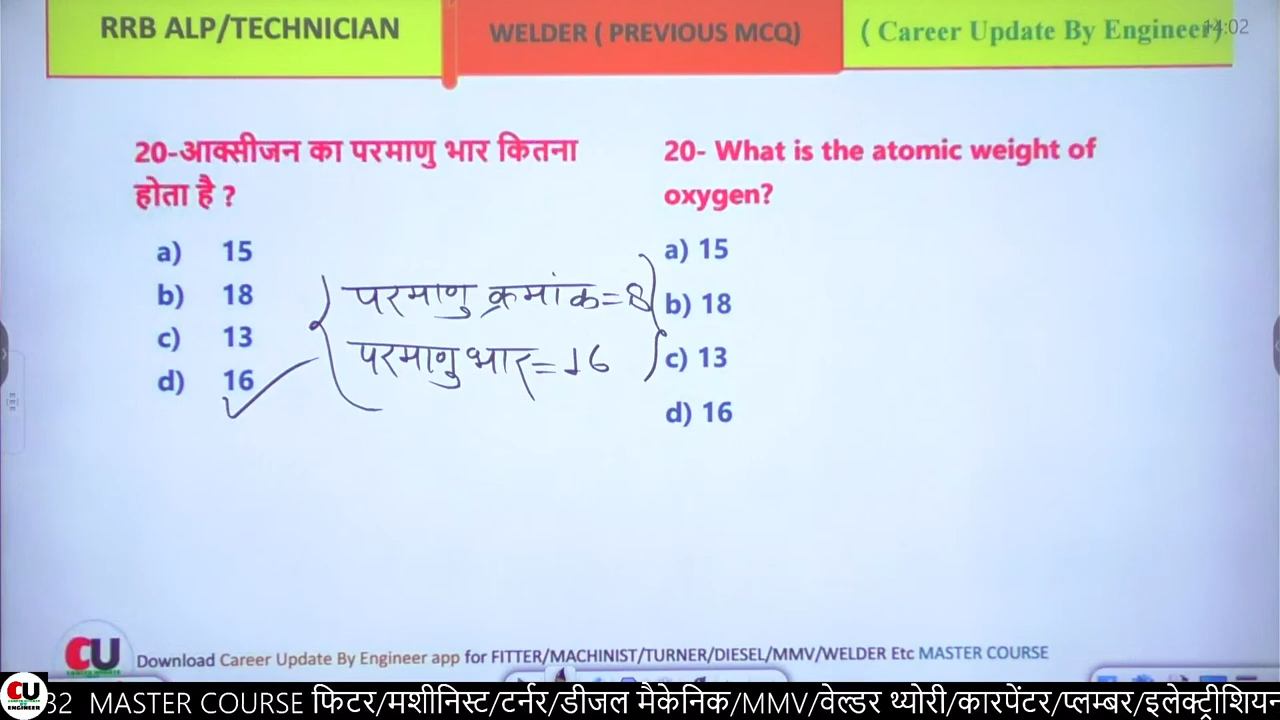 RRB ALP/TECHNICIAN
WELDER ( PREVIOUS MCQ)
( Career Update By Engineer)
14:02
20-आक्सीजन का परमाणु भार कितना
होता है ?
a) 15
b) 18
c) 13
d) 16
परमाणु क्रमांक=8
परमाणु भार=16
20- What is the atomic weight of
oxygen?
a) 15
b) 18
c) 13
d) 16
CU
Download Career Update By Engineer app for FITTER/MACHINIST/TURNER/DIESEL/MMV/WELDER Etc MASTER COURSE
CU
ENGINEER
32 MASTER COURSE फिटर/मशीनिस्ट/टर्नर/डीजल मैकेनिक/MMV/वेल्डर थ्योरी/कारपेंटर/प्लम्बर/इलेक्ट्रीशियन